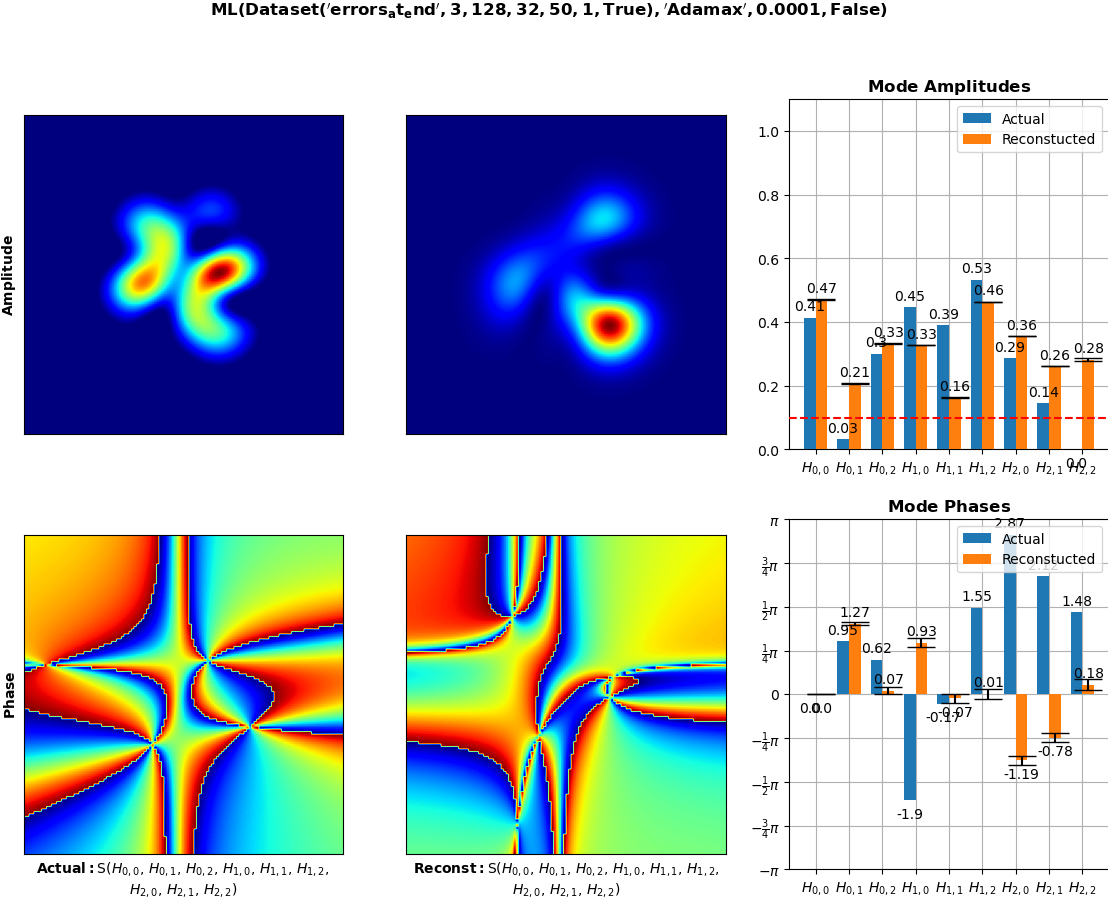 ML(Dataset('errors_at_end', 3, 128, 32, 50, 1, True), 'Adamax', 0.0001, False)
Mode Amplitudes
Actual
Reconstucted
1.0
0.8
0.6
0.4
0.2
0.0
0.41
0.47
0.03
0.21
0.3
0.33
0.45
0.33
0.39
0.16
0.53
0.46
0.29
0.36
0.14
0.26
0.0
0.28
H0,0 H0,1 H0,2 H1,0 H1,1 H1,2 H2,0 H2,1 H2,2
Amplitude
Mode Phases
Actual
Reconstucted
π
3/4π
1/2π
1/4π
0
−1/4π
−1/2π
−3/4π
−π
0.0
0.0
0.95
1.27
0.62
0.07
-1.9
0.93
-0.17
-0.07
1.55
0.01
2.87
-1.19
2.12
-0.78
1.48
0.18
H0,0 H0,1 H0,2 H1,0 H1,1 H1,2 H2,0 H2,1 H2,2
Phase
Actual: S(H0,0, H0,1, H0,2, H1,0, H1,1, H1,2,
H2,0, H2,1, H2,2)
Reconst: S(H0,0, H0,1, H0,2, H1,0, H1,1, H1,2,
H2,0, H2,1, H2,2)